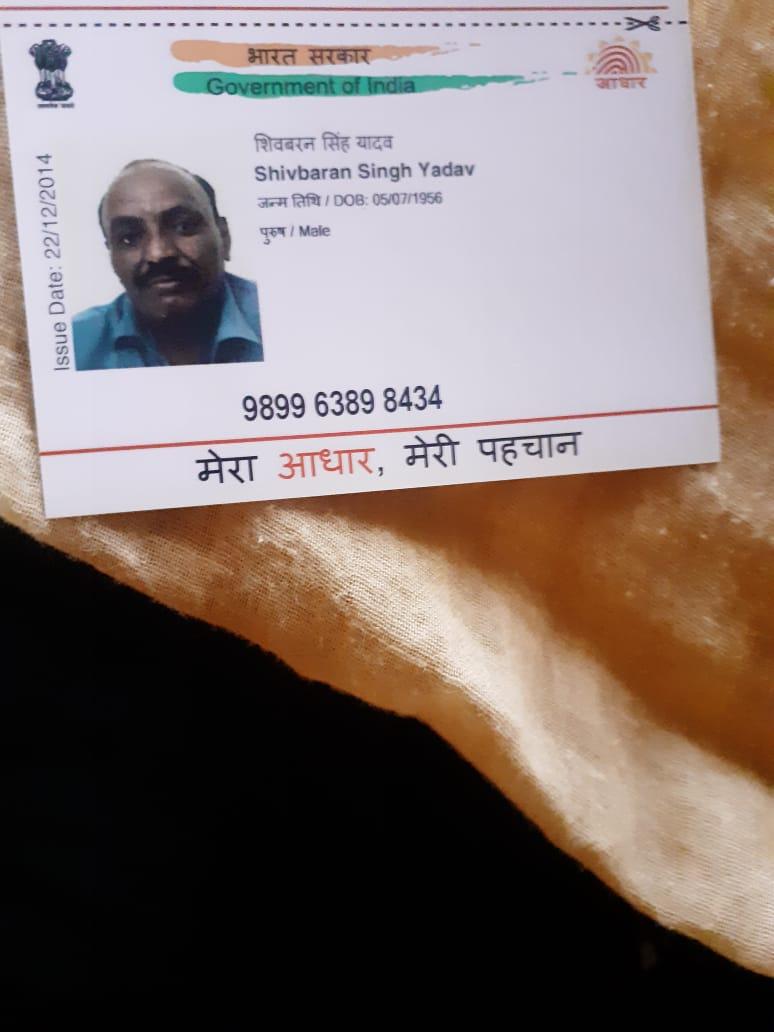 भारत सरकार
Government of India
आधार
Issue Date: 22/12/2014
शिवबरन सिंह यादव
Shivbaran Singh Yadav
जन्म तिथि / DOB: 05/07/1956
पुरुष / Male
9899 6389 8434
मेरा आधार, मेरी पहचान